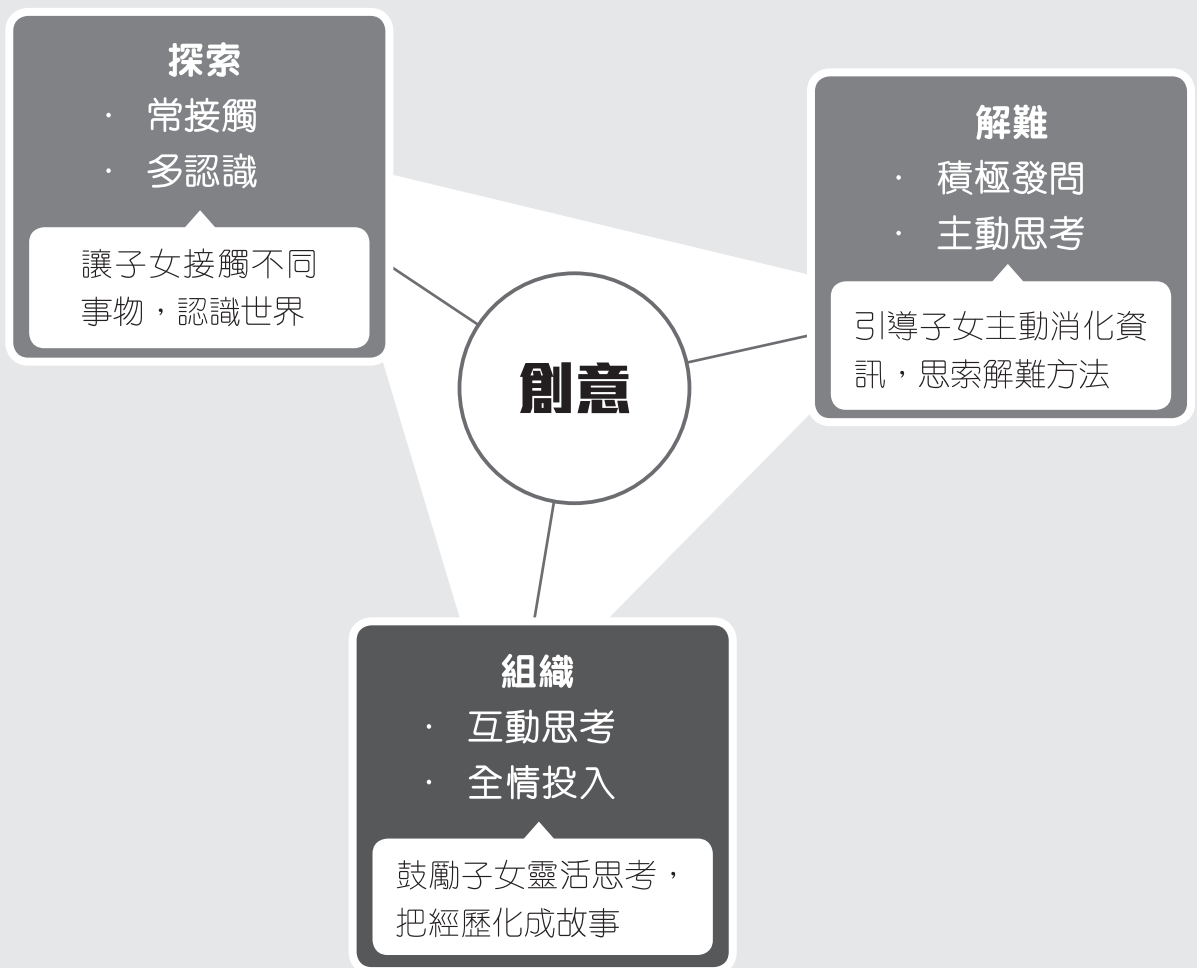 探索
· 常接觸
· 多認識
讓子女接觸不同
事物，認識世界
解難
· 積極發問
· 主動思考
引導子女主動消化資
訊，思索解難方法
創意
組織
· 互動思考
· 全情投入
鼓勵子女靈活思考，
把經歷化成故事